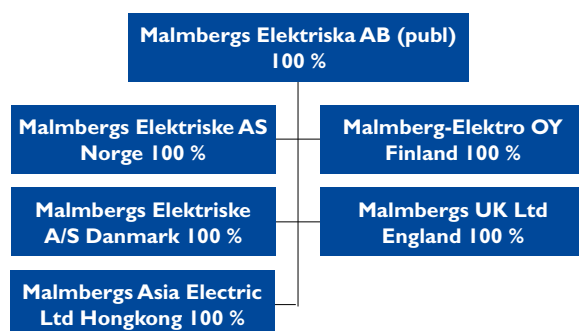 Malmbergs Elektriska AB (publ)
100 %
Malmbergs Elektriske AS
Norge 100 %
Malmberg-Elektro OY
Finland 100 %
Malmbergs Elektriske
A/S Danmark 100 %
Malmbergs UK Ltd
England 100 %
Malmbergs Asia Electric
Ltd Hongkong 100 %